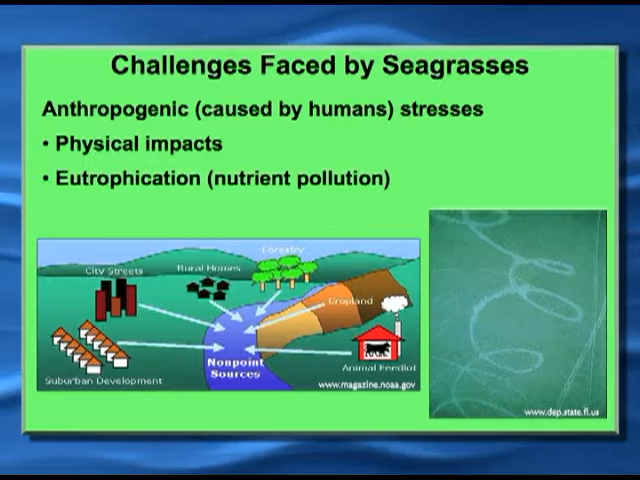 Challenges Faced by Seagrasses
Anthropogenic (caused by humans) stresses
• Physical impacts
• Eutrophication (nutrient pollution)
Forestry
City Streets
Rural Homes
Cropland
Nonpoint
Sources
Animal Feedlot
Suburban Development
www.magazine.noaa.gov
www.dep.state.fl.us